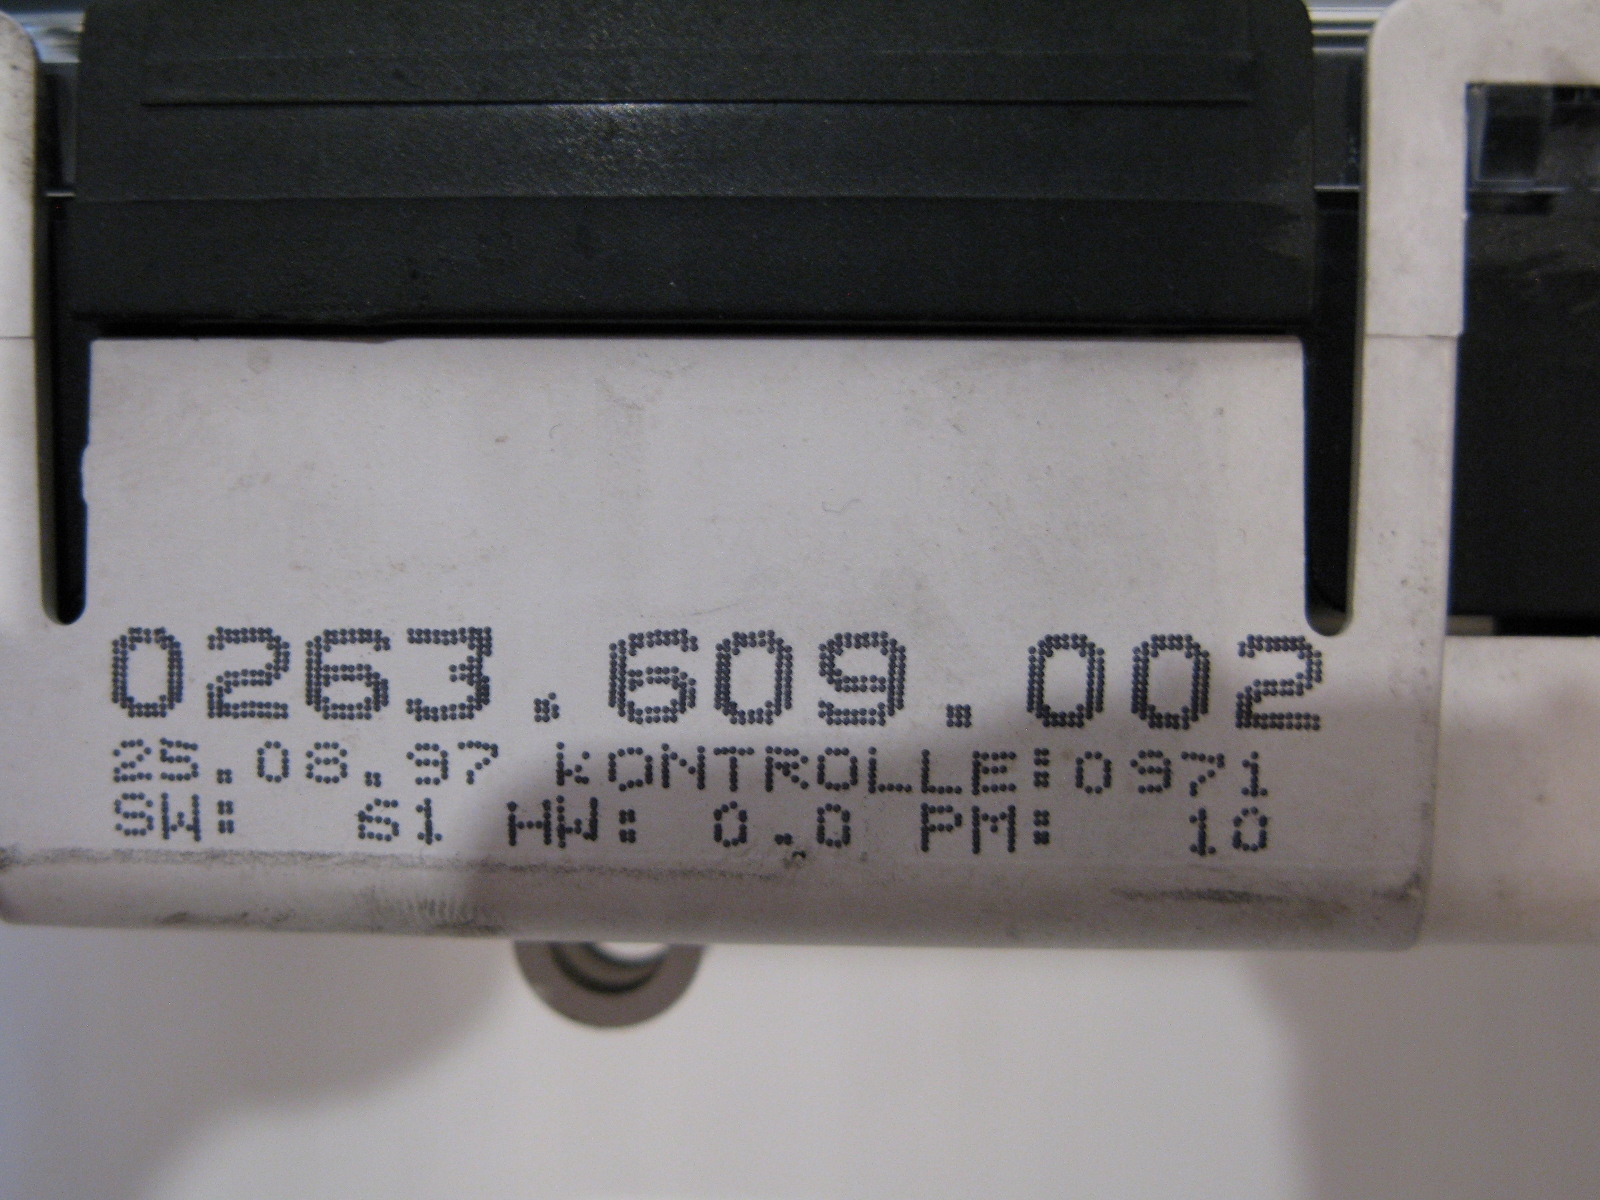 0263.609.002
25.08.97 KONTROLLE:0971
SW: 61 HW: 0.0 PM: 10